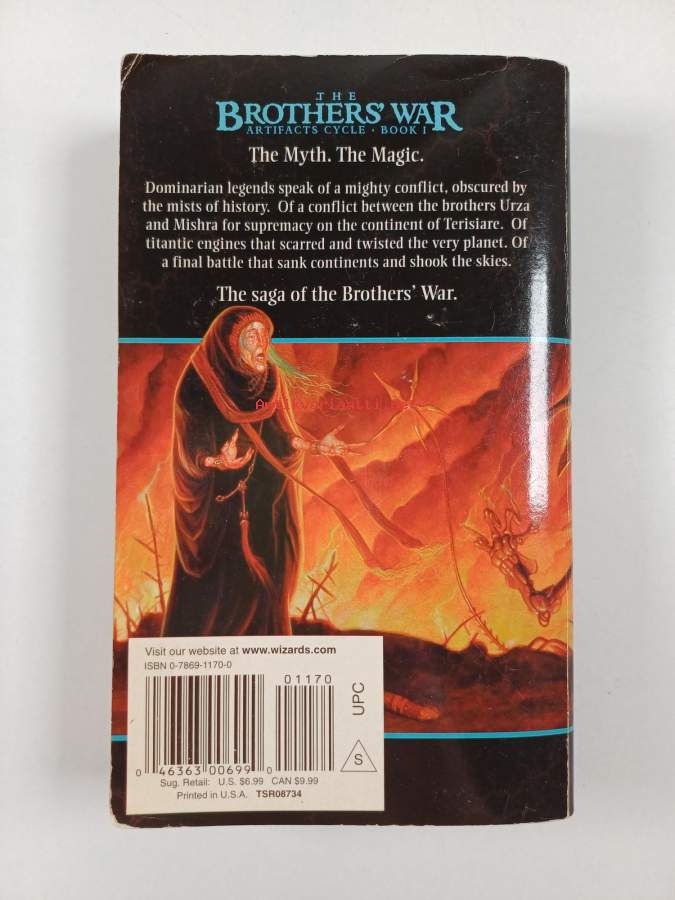 THE
BROTHERS' WAR
ARTIFACTS CYCLE · BOOK I
The Myth. The Magic.
Dominarian legends speak of a mighty conflict, obscured by
the mists of history. Of a conflict between the brothers Urza
and Mishra for supremacy on the continent of Terisiare. Of
titantic engines that scarred and twisted the very planet. Of
a final battle that sank continents and shook the skies.
The saga of the Brothers' War.
Visit our website at www.wizards.com
ISBN 0-7869-1170-0
01170
UPC
S
0 46363 00699 0
Sug. Retail: U.S. $6.99 CAN $9.99
Printed in U.S.A. TSR08734